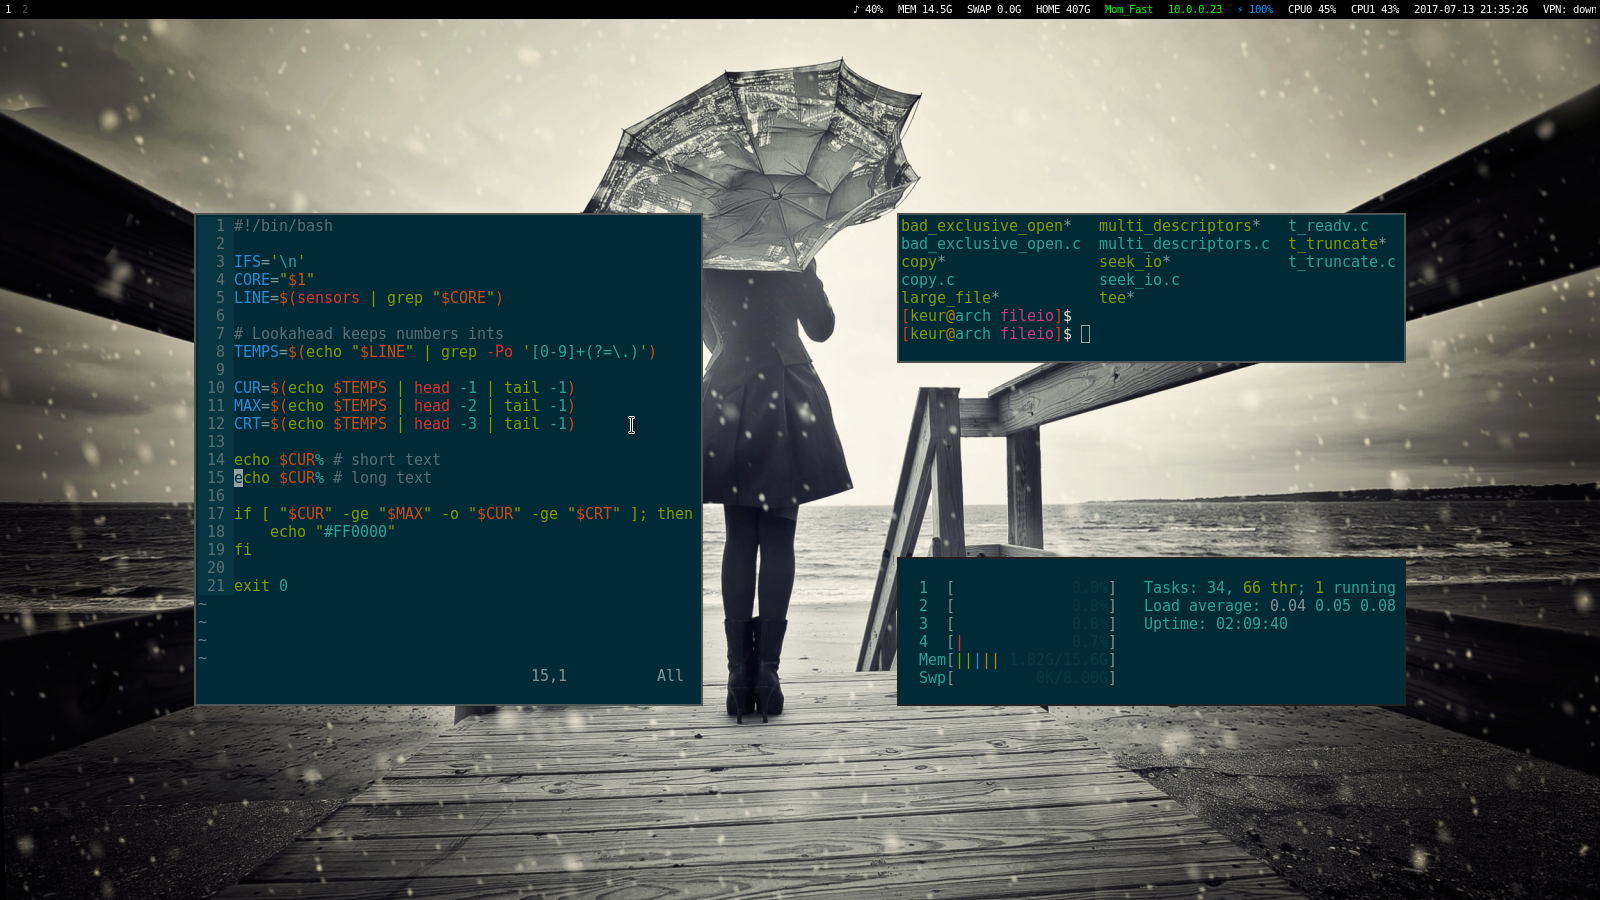 1 2 ♪ 40% MEM 14.5G SWAP 0.0G HOME 407G Mom_Fast 10.0.0.23 ⚡ 100% CPU0 45% CPU1 43% 2017-07-13 21:35:26 VPN: down
1 #!/bin/bash
2
3 IFS='\n'
4 CORE="$1"
5 LINE=$(sensors | grep "$CORE")
6
7 # Lookahead keeps numbers ints
8 TEMPS=$(echo "$LINE" | grep -Po '[0-9]+(?=\.)')
9
10 CUR=$(echo $TEMPS | head -1 | tail -1)
11 MAX=$(echo $TEMPS | head -2 | tail -1)
12 CRT=$(echo $TEMPS | head -3 | tail -1)
13
14 echo $CUR% # short text
15 echo $CUR% # long text
16
17 if [ "$CUR" -ge "$MAX" -o "$CUR" -ge "$CRT" ]; then
18     echo "#FF0000"
19 fi
20
21 exit 0
~
~
~
~
15,1 All
bad_exclusive_open* multi_descriptors* t_readv.c
bad_exclusive_open.c multi_descriptors.c t_truncate*
copy* seek_io* t_truncate.c
copy.c seek_io.c
large_file* tee*
[keur@arch fileio]$
[keur@arch fileio]$
1 [ 0.0%] Tasks: 34, 66 thr; 1 running
2 [ 0.0%] Load average: 0.04 0.05 0.08
3 [ 0.0%] Uptime: 02:09:40
4 [| 0.7%]
Mem[||||| 1.02G/15.6G]
Swp[ 0K/8.00G]